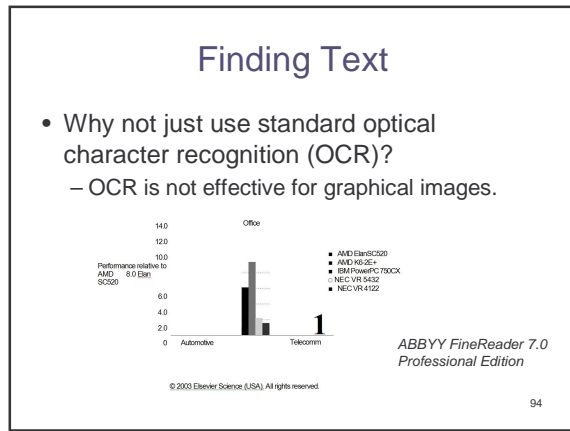 Finding Text
• Why not just use standard optical
character recognition (OCR)?
– OCR is not effective for graphical images.
Office
14.0
12.0
10.0
Performance relative to
AMD 8.0 Elan
SC520
6.0
4.0
2.0
0 Automotive Telecomm
■ AMD ElanSC520
■ AMD K6-2E+
■ IBM PowerPC 750CX
□ NEC VR 5432
■ NEC VR 4122
1
© 2003 Elsevier Science (USA). All rights reserved.
ABBYY FineReader 7.0
Professional Edition
94